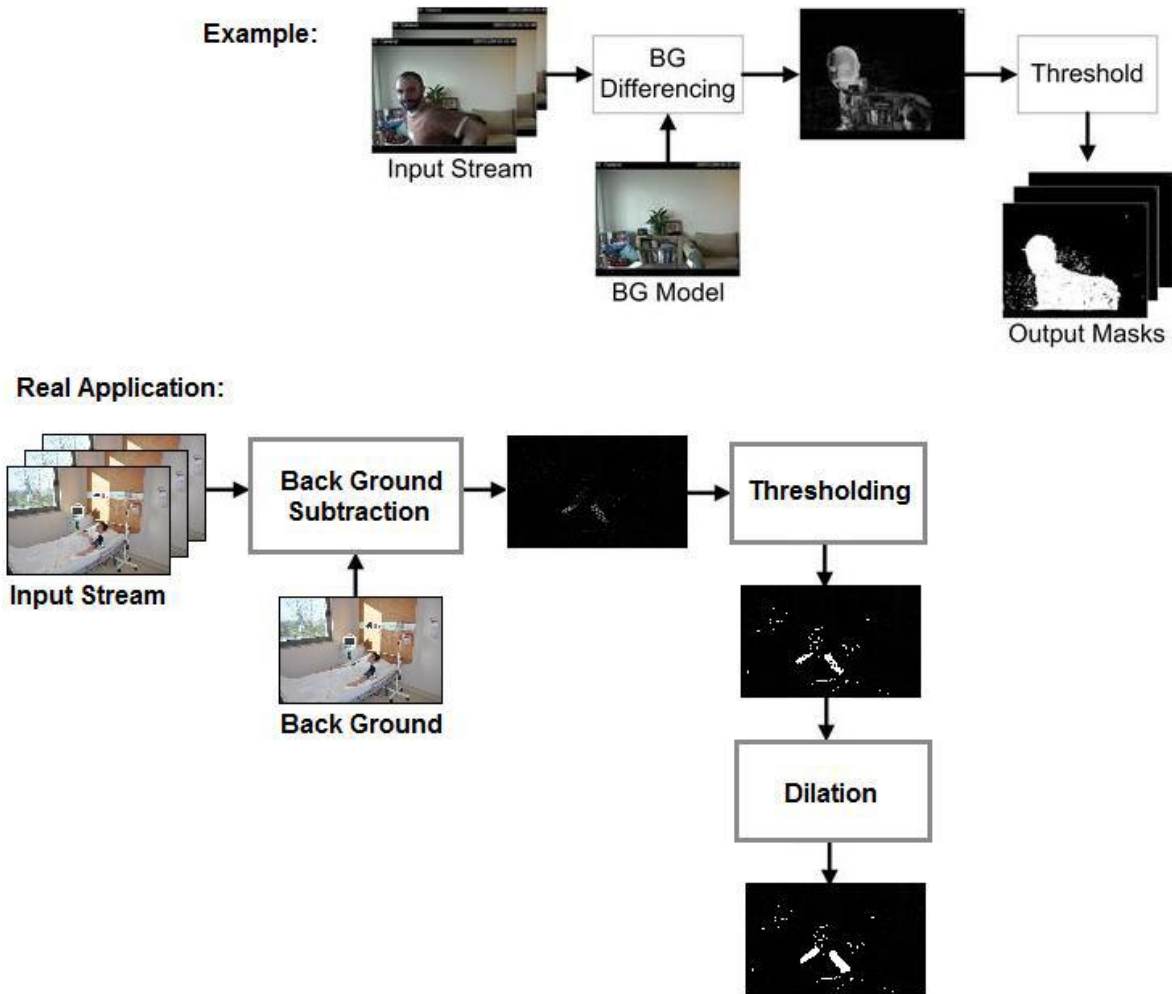 Example:
BG
Differencing
Threshold
Input Stream
BG Model
Output Masks
Real Application:
Back Ground
Subtraction
Thresholding
Input Stream
Back Ground
Dilation